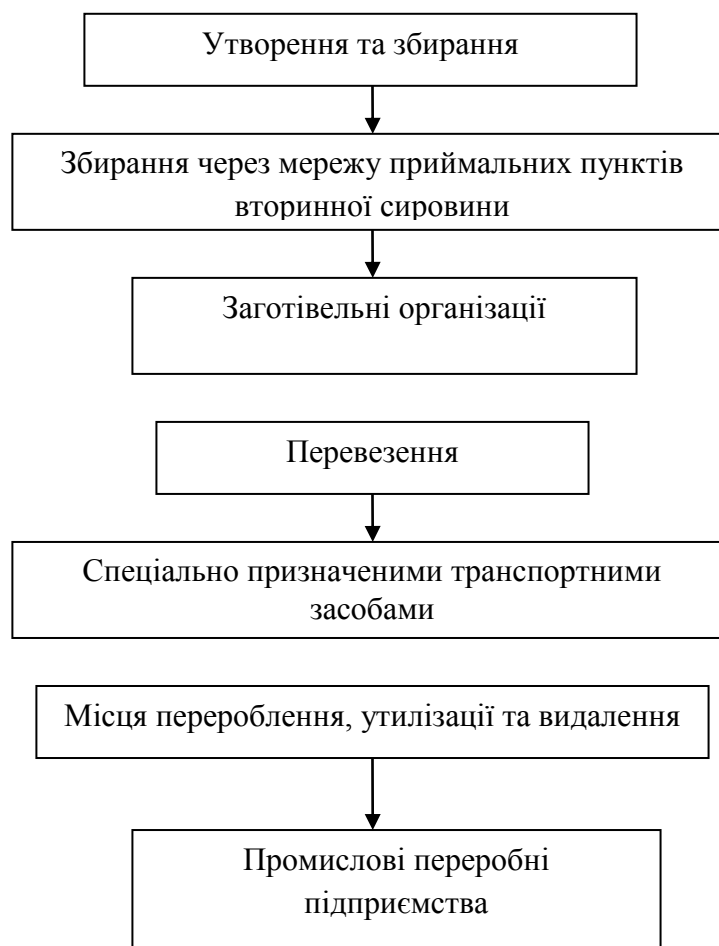 Утворення та збирання
Збирання через мережу приймальних пунктів
вторинної сировини
Заготівельні організації
Перевезення
Спеціально призначеними транспортними
засобами
Місця перероблення, утилізації та видалення
Промислові переробні
підприємства